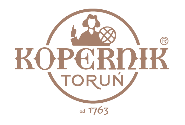 KOPERNIK
®
TORUŃ
od 1763